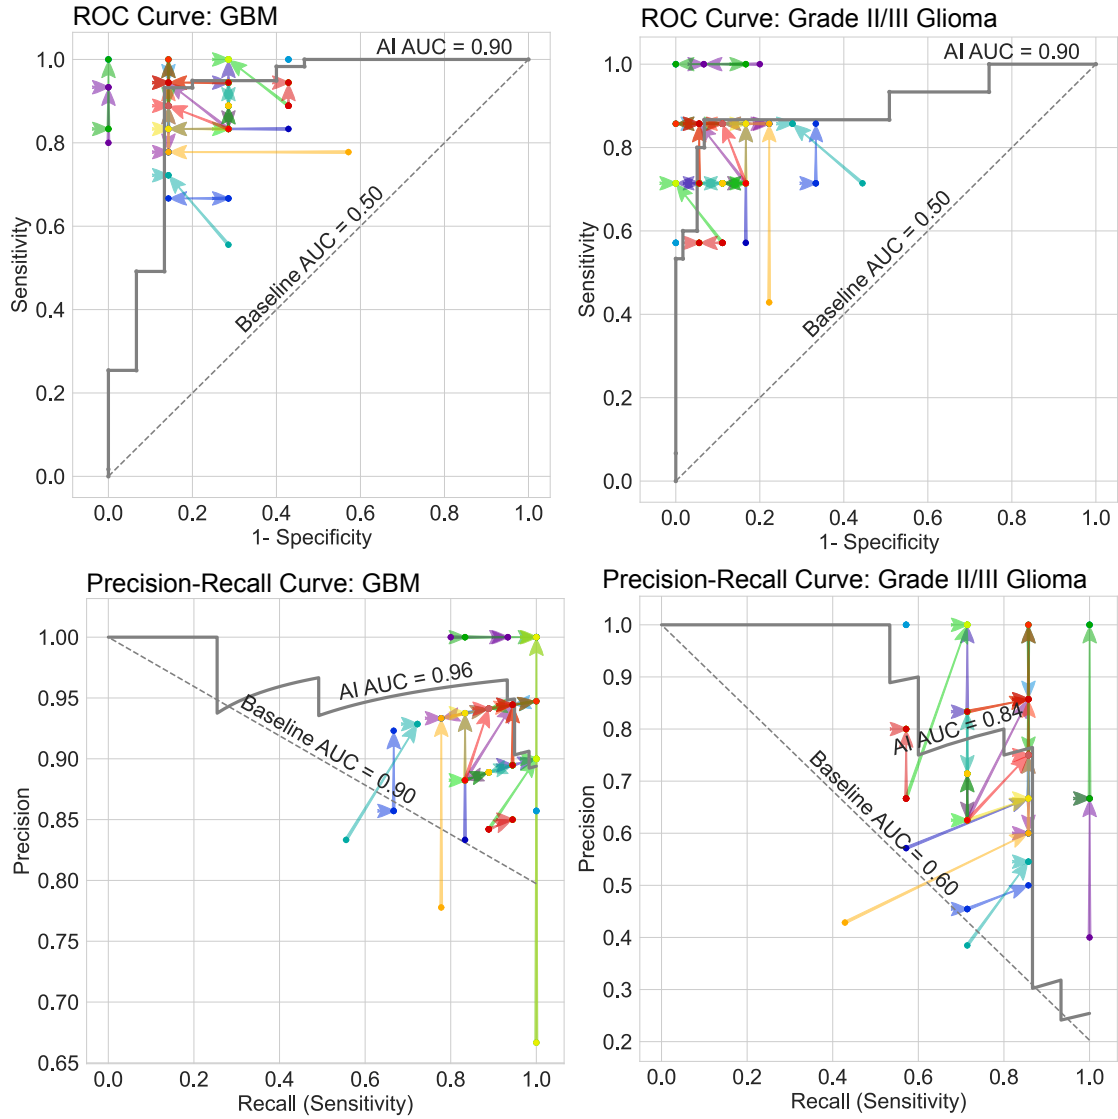 ROC Curve: GBM
AI AUC = 0.90
Baseline AUC = 0.50
Sensitivity
1.0
0.8
0.6
0.4
0.2
0.0
0.0 0.2 0.4 0.6 0.8 1.0
1- Specificity
ROC Curve: Grade II/III Glioma
AI AUC = 0.90
Baseline AUC = 0.50
Sensitivity
1.0
0.8
0.6
0.4
0.2
0.0
0.0 0.2 0.4 0.6 0.8 1.0
1- Specificity
Precision-Recall Curve: GBM
AI AUC = 0.96
Baseline AUC = 0.90
Precision
1.00
0.95
0.90
0.85
0.80
0.75
0.70
0.65
0.0 0.2 0.4 0.6 0.8 1.0
Recall (Sensitivity)
Precision-Recall Curve: Grade II/III Glioma
AI AUC = 0.84
Baseline AUC = 0.60
Precision
1.0
0.9
0.8
0.7
0.6
0.5
0.4
0.3
0.2
0.0 0.2 0.4 0.6 0.8 1.0
Recall (Sensitivity)